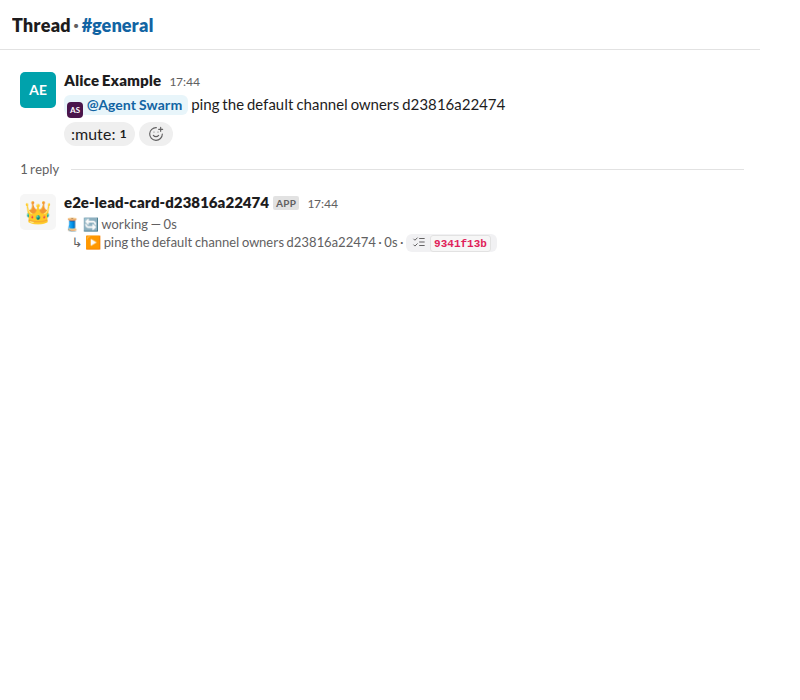 Thread • #general
AE
Alice Example 17:44
AS @Agent Swarm ping the default channel owners d23816a22474
:mute: 1
1 reply
e2e-lead-card-d23816a22474 APP 17:44
working — 0s
↳ ping the default channel owners d23816a22474 · 0s · 9341f13b